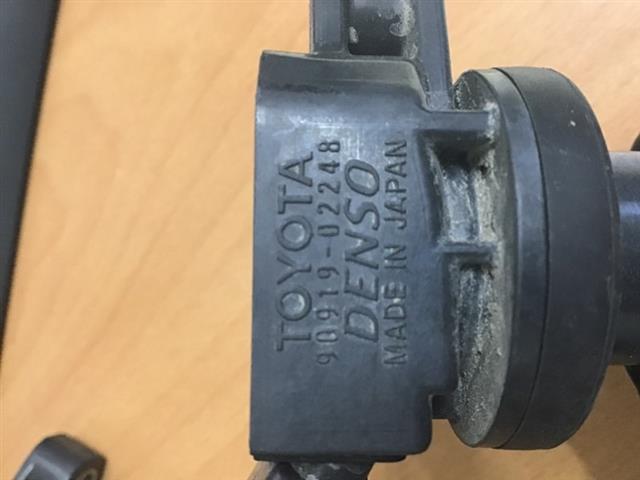 TOYOTA
90919-02248
DENSO
MADE IN JAPAN